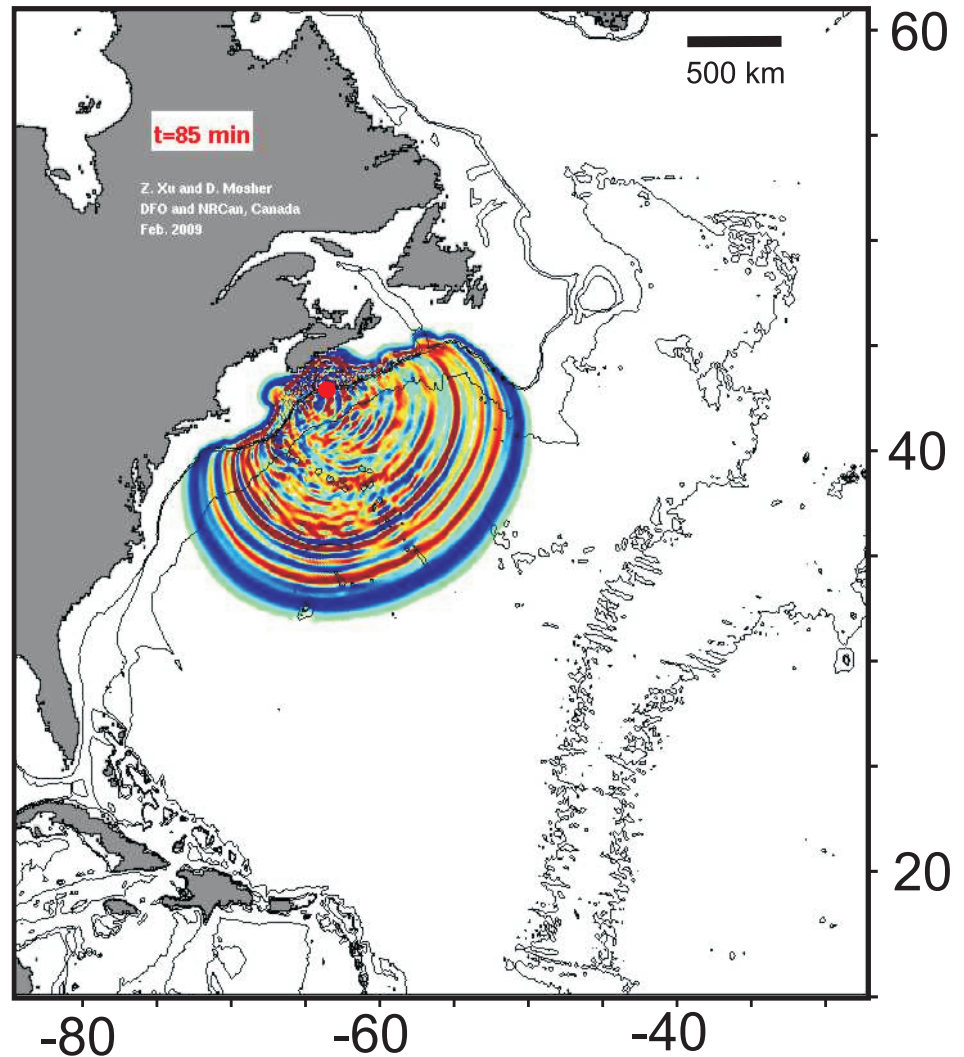 60
500 km
t=85 min
Z. Xu and D. Mosher
DFO and NRCan, Canada
Feb. 2009
40
20
-80
-60
-40